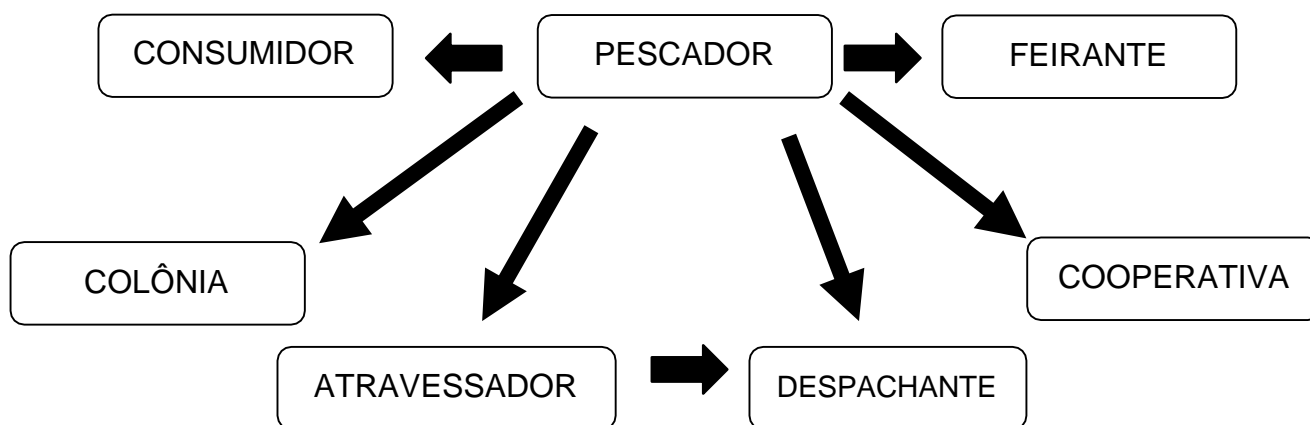 CONSUMIDOR
PESCADOR
FEIRANTE
COLÔNIA
COOPERATIVA
ATRAVESSADOR
DESPACHANTE